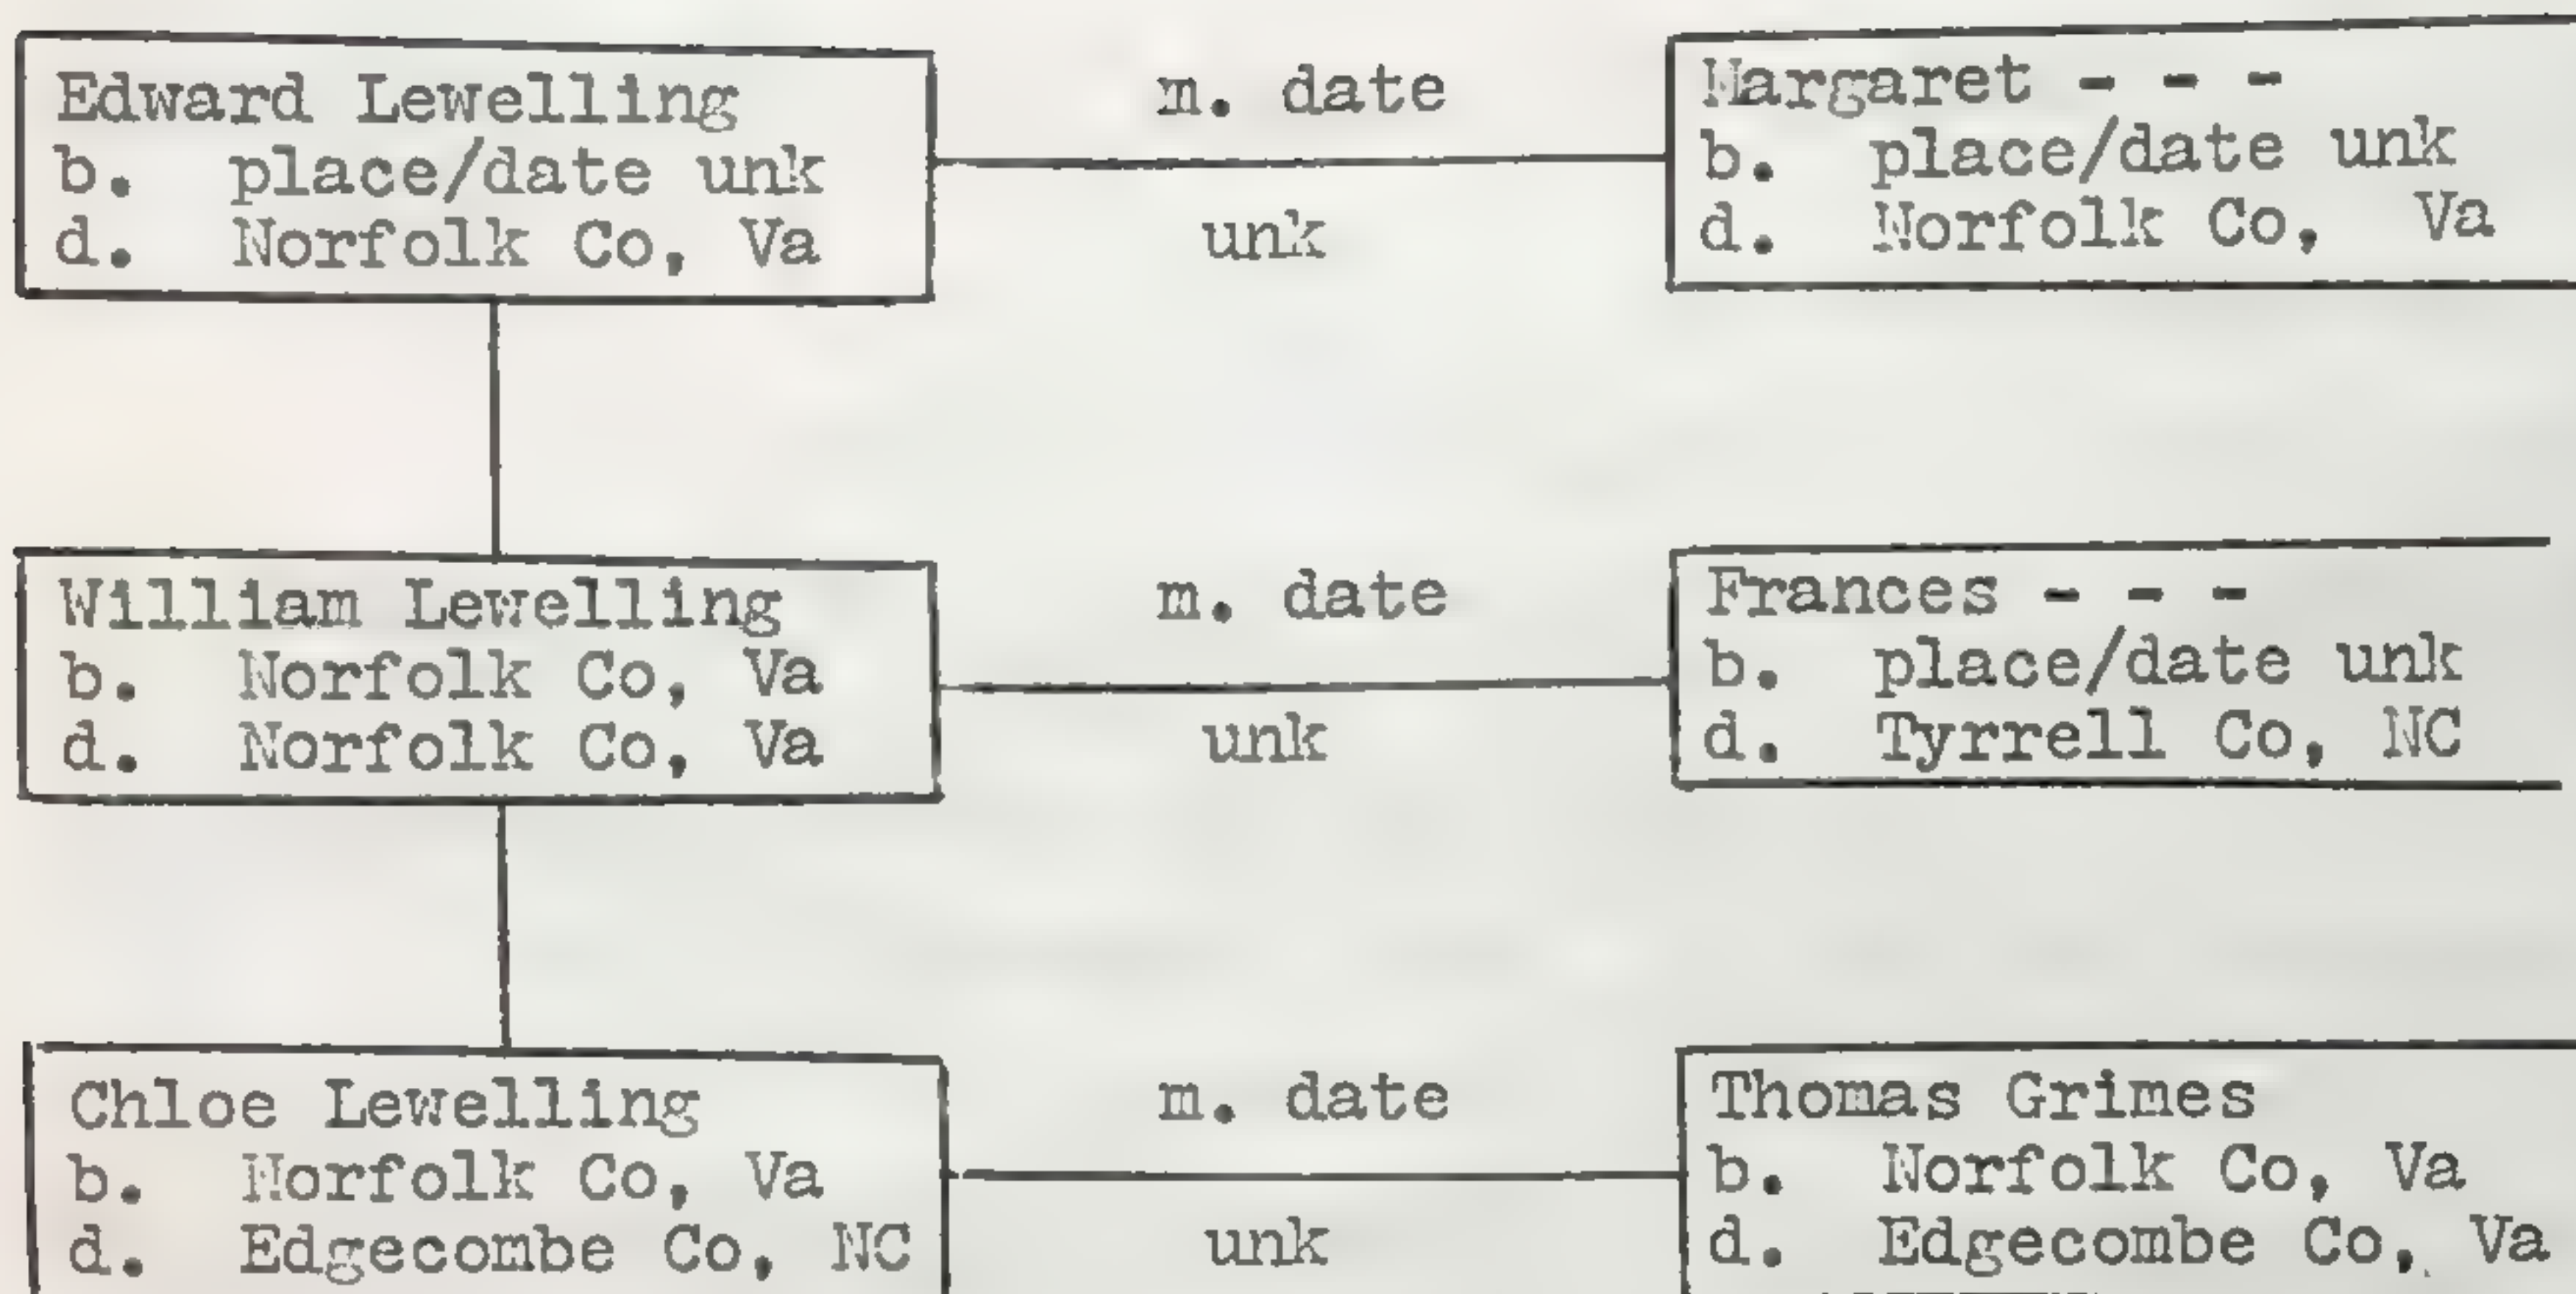 Edward Lewelling
b. place/date unk
d. Norfolk Co, Va
m. date
unk
Margaret - - -
b. place/date unk
d. Norfolk Co, Va
William Lewelling
b. Norfolk Co, Va
d. Norfolk Co, Va
m. date
unk
Frances - - -
b. place/date unk
d. Tyrrell Co, NC
Chloe Lewelling
b. Norfolk Co, Va
d. Edgecombe Co, NC
m. date
unk
Thomas Grimes
b. Norfolk Co, Va
d. Edgecombe Co, Va